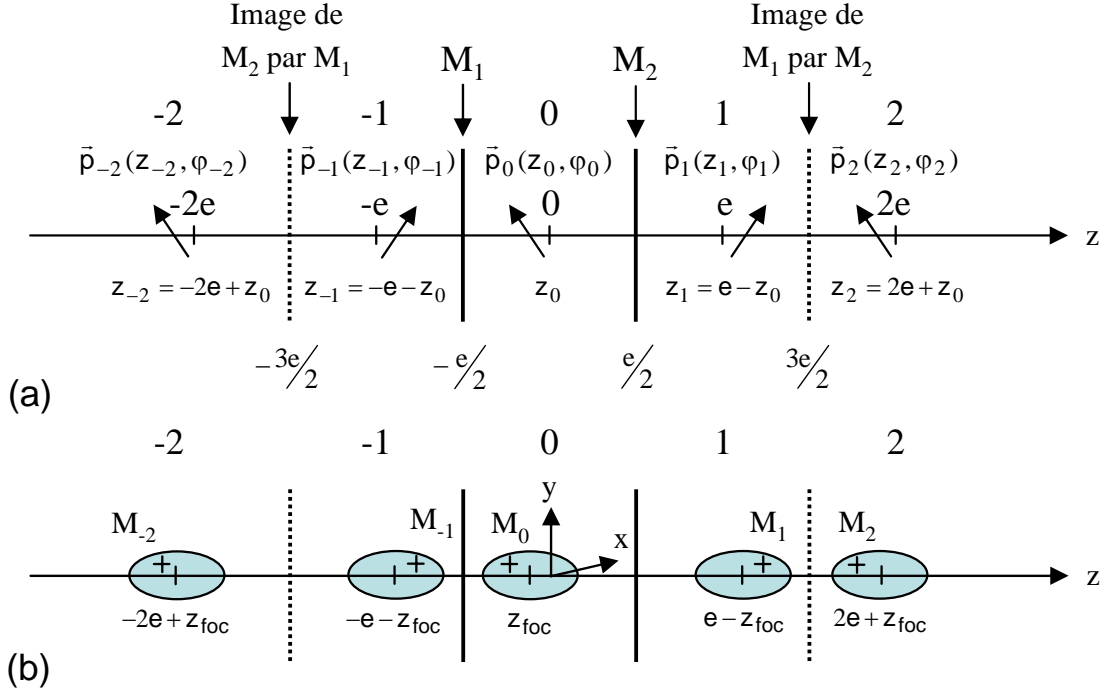 Image de
M₂ par M₁
M₁
M₂
Image de
M₁ par M₂
-2 -1 0 1 2
p⃗₋₂(z₋₂, φ₋₂) p⃗₋₁(z₋₁, φ₋₁) p⃗₀(z₀, φ₀) p⃗₁(z₁, φ₁) p⃗₂(z₂, φ₂)
-2e -e 0 e 2e
z
z₋₂ = −2e + z₀ z₋₁ = −e − z₀ z₀ z₁ = e − z₀ z₂ = 2e + z₀
− 3e/2 − e/2 e/2 3e/2
(a)
-2 -1 0 1 2
M₋₂ M₋₁ M₀ y x M₁ M₂
z
−2e + z_foc -e − z_foc z_foc e − z_foc 2e + z_foc
(b)